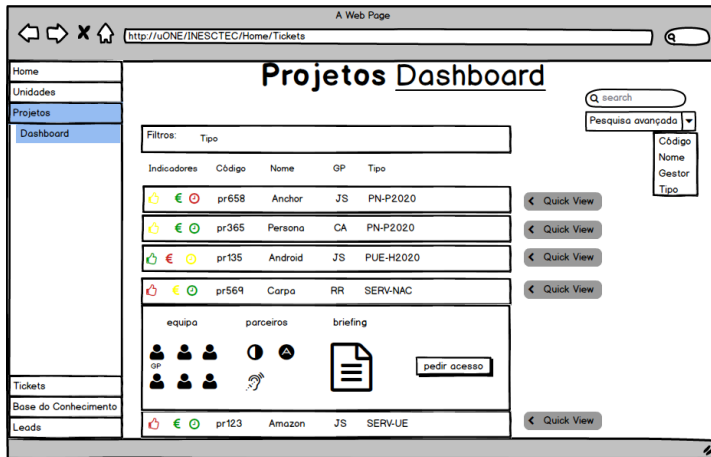 A Web Page
http://uONE/INESCTEC/Home/Tickets
Home
Unidades
Projetos
Dashboard
Tickets
Base do Conhecimento
Leads
Projetos Dashboard
search
Pesquisa avançada
Código
Nome
Gestor
Tipo
Filtros: Tipo
Indicadores Código Nome GP Tipo
€ pr658 Anchor JS PN-P2020 Quick View
€ pr365 Persona CA PN-P2020 Quick View
€ pr135 Android JS PUE-H2020 Quick View
€ pr569 Carpa RR SERV-NAC Quick View
equipa parceiros briefing
GP
pedir acesso
€ pr123 Amazon JS SERV-UE Quick View